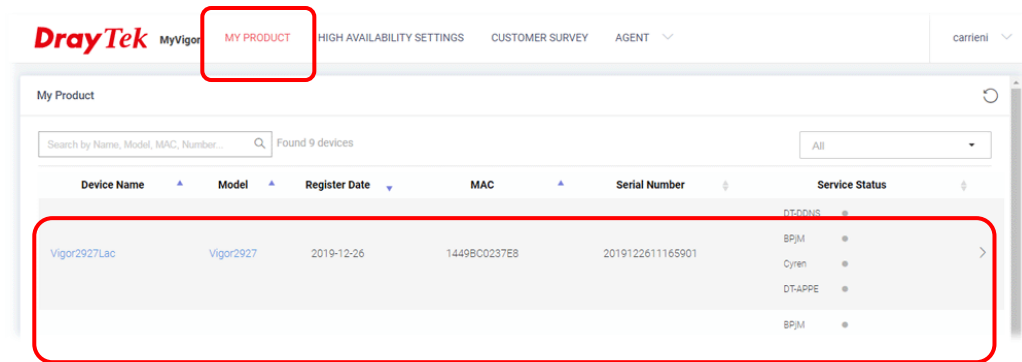 DrayTek MyVigor MY PRODUCT HIGH AVAILABILITY SETTINGS CUSTOMER SURVEY AGENT carrieni
My Product
Search by Name, Model, MAC, Number... Found 9 devices All
Device Name Model Register Date MAC Serial Number Service Status
DT-DDNS
BPjM
Vigor2927Lac Vigor2927 2019-12-26 1449BC0237E8 2019122611165901
Cyren
DT-APPE
BPjM